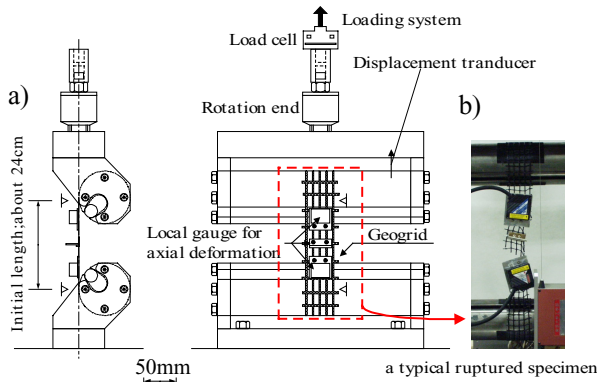 Loading system
Load cell
Displacement tranducer
a)
Rotation end
b)
Initial length;about 24cm
Local gauge for
axial deformation
Geogrid
50mm
a typical ruptured specimen